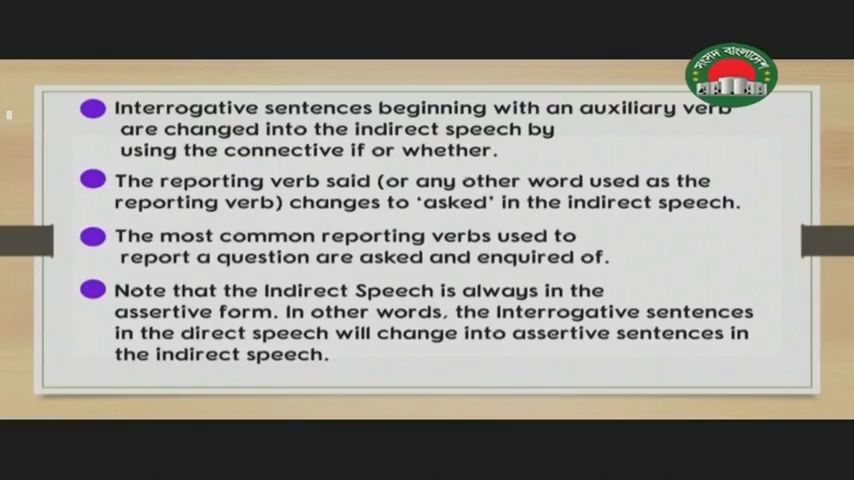 সংসদ বাংলাদেশ
Interrogative sentences beginning with an auxiliary verb
are changed into the indirect speech by
using the connective if or whether.
The reporting verb said (or any other word used as the
reporting verb) changes to ‘asked’ in the indirect speech.
The most common reporting verbs used to
report a question are asked and enquired of.
Note that the Indirect Speech is always in the
assertive form. In other words, the Interrogative sentences
in the direct speech will change into assertive sentences in
the indirect speech.